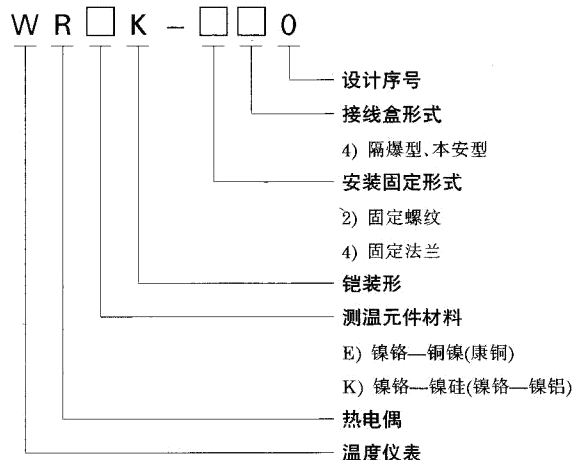 WR□K-□□0
设计序号
接线盒形式
4) 隔爆型、本安型
安装固定形式
2) 固定螺纹
4) 固定法兰
铠装形
测温元件材料
E) 镍铬—铜镍(康铜)
K) 镍铬—镍硅(镍铬—镍铝)
热电偶
温度仪表